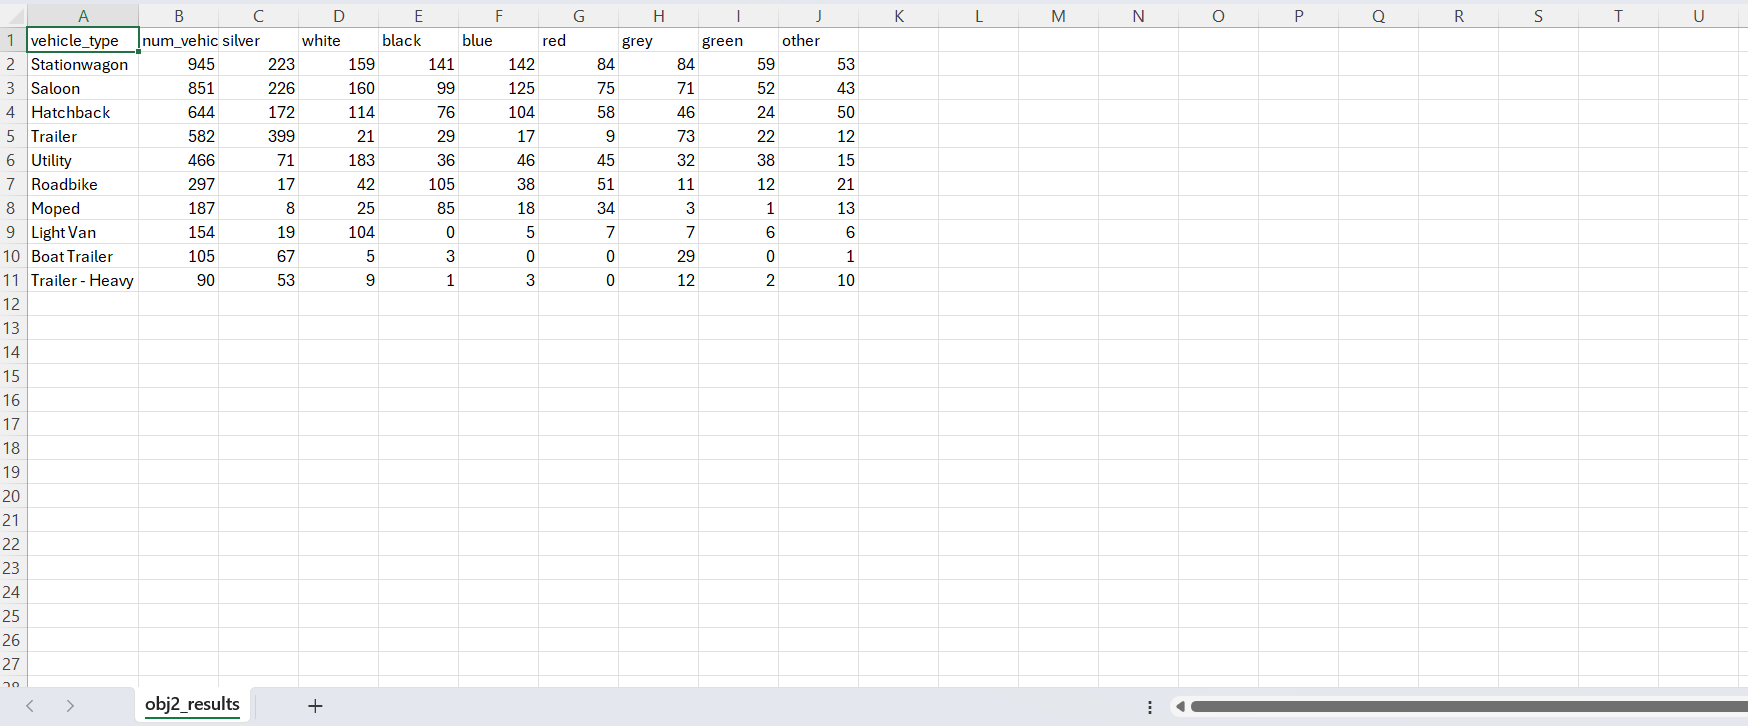 A B C D E F G H I J K L M N O P Q R S T U
1 vehicle_type num_vehic silver white black blue red grey green other
2 Stationwagon 945 223 159 141 142 84 84 59 53
3 Saloon 851 226 160 99 125 75 71 52 43
4 Hatchback 644 172 114 76 104 58 46 24 50
5 Trailer 582 399 21 29 17 9 73 22 12
6 Utility 466 71 183 36 46 45 32 38 15
7 Roadbike 297 17 42 105 38 51 11 12 21
8 Moped 187 8 25 85 18 34 3 1 13
9 Light Van 154 19 104 0 5 7 7 6 6
10 Boat Trailer 105 67 5 3 0 0 29 0 1
11 Trailer - Heavy 90 53 9 1 3 0 12 2 10
12
13
14
15
16
17
18
19
20
21
22
23
24
25
26
27
28
obj2_results